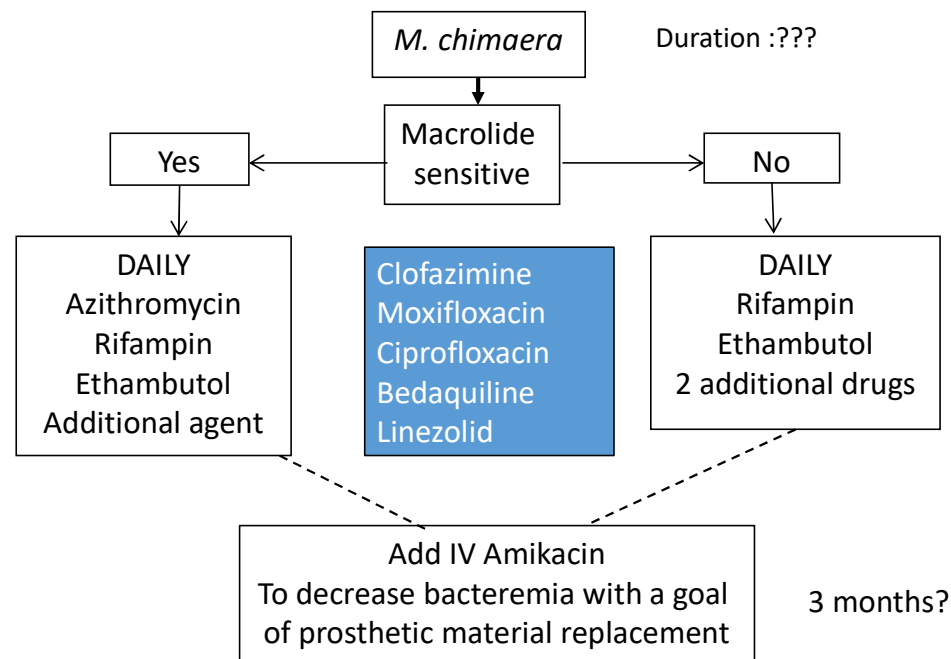 M. chimaera
Duration :???
Macrolide
sensitive
Yes
No
DAILY
Azithromycin
Rifampin
Ethambutol
Additional agent
Clofazimine
Moxifloxacin
Ciprofloxacin
Bedaquiline
Linezolid
DAILY
Rifampin
Ethambutol
2 additional drugs
Add IV Amikacin
To decrease bacteremia with a goal
of prosthetic material replacement
3 months?